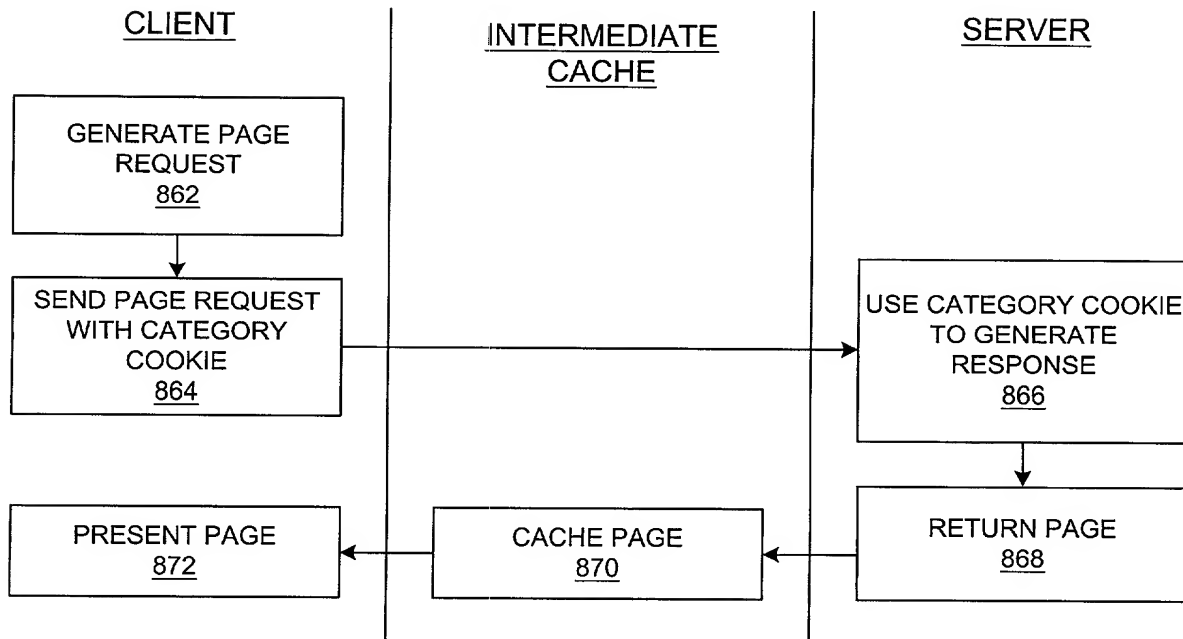 CLIENT
INTERMEDIATE
CACHE
SERVER
GENERATE PAGE
REQUEST
862
SEND PAGE REQUEST
WITH CATEGORY
COOKIE
864
USE CATEGORY COOKIE
TO GENERATE
RESPONSE
866
PRESENT PAGE
872
CACHE PAGE
870
RETURN PAGE
868